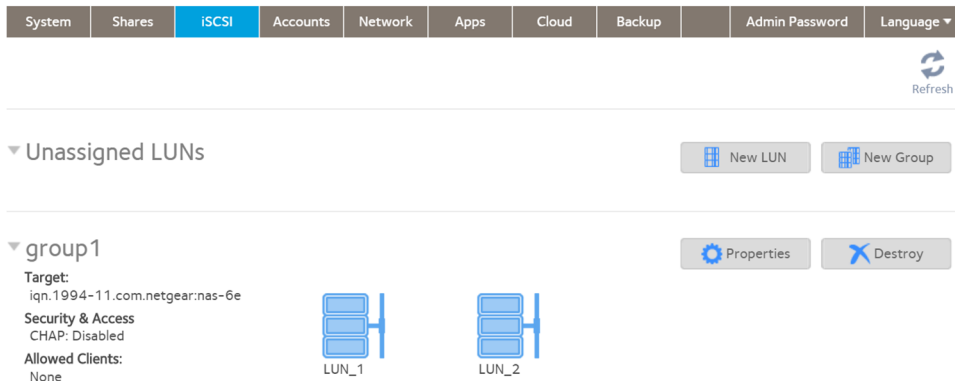 System Shares iSCSI Accounts Network Apps Cloud Backup Admin Password Language
Refresh
Unassigned LUNs New LUN New Group
group1 Properties Destroy
Target:
iqn.1994-11.com.netgear:nas-6e
Security & Access
CHAP: Disabled
Allowed Clients:
None
LUN_1 LUN_2